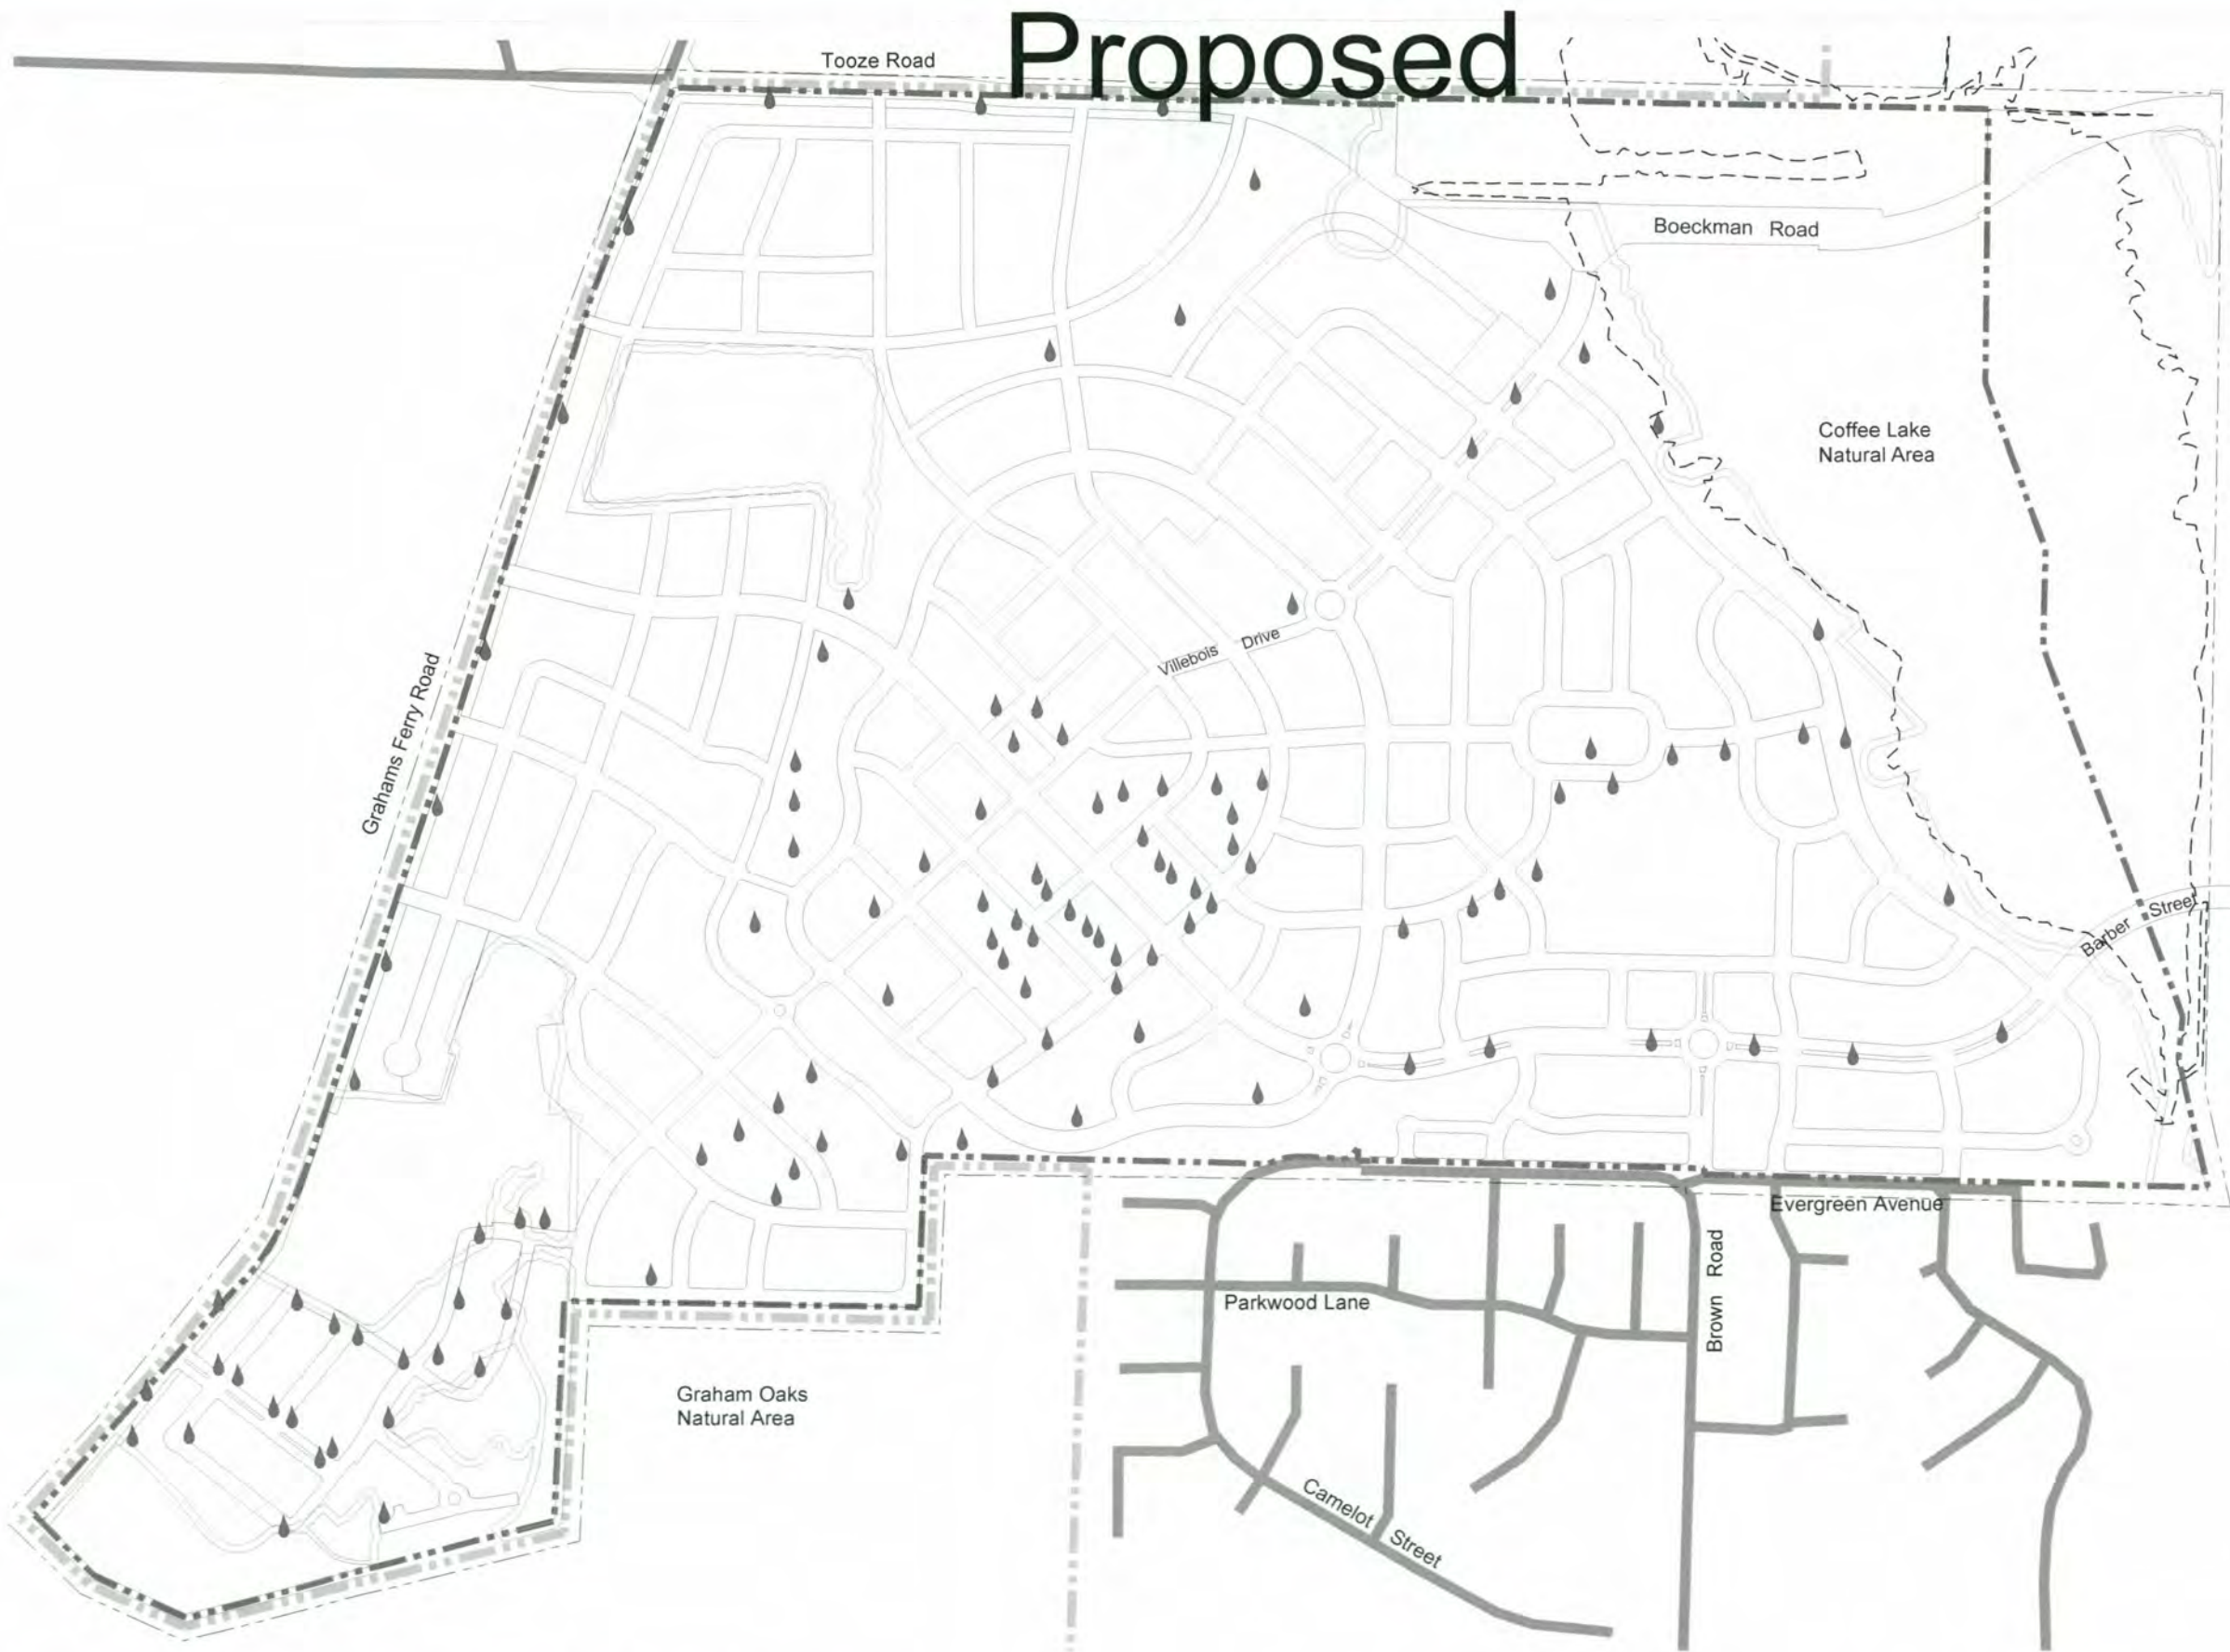 Proposed
Tooze Road
Boeckman Road
Coffee Lake
Natural Area
Villebois Drive
Grahams Ferry Road
Barber Street
Evergreen Avenue
Brown Road
Parkwood Lane
Graham Oaks
Natural Area
Camelot Street